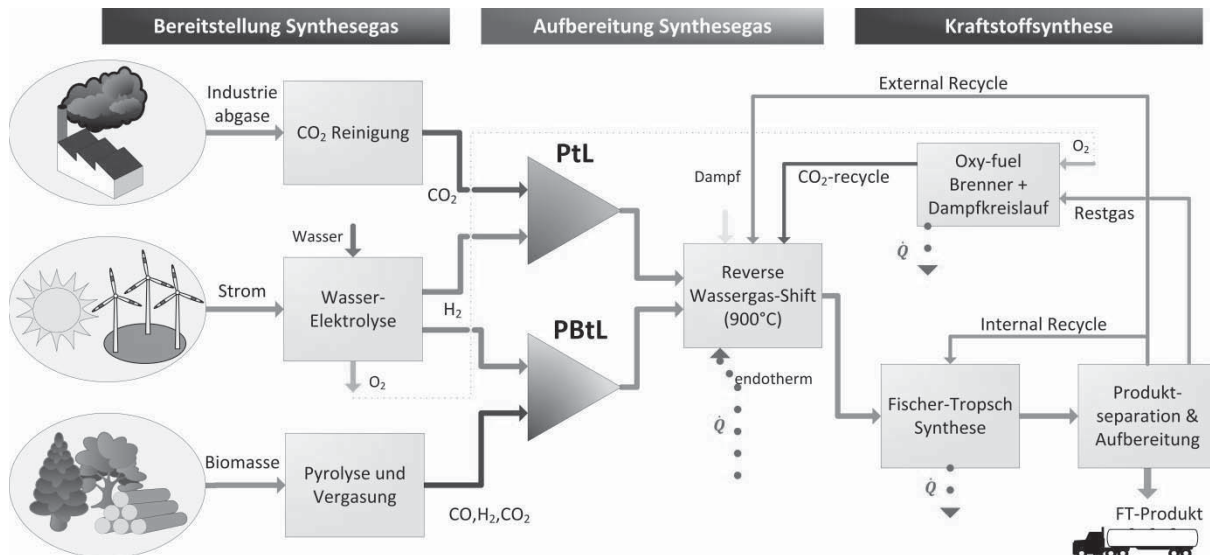 Bereitstellung Synthesegas
Aufbereitung Synthesegas
Kraftstoffsynthese
Industrie
abgase
CO₂ Reinigung
CO₂
PtL
Dampf
External Recycle
CO₂-recycle
O₂
Oxy-fuel
Brenner +
Dampfkreislauf
Restgas
Q̇
Strom
Wasser
Wasser-
Elektrolyse
H₂
O₂
PBtL
Reverse
Wassergas-Shift
(900°C)
endotherm
Q̇
Internal Recycle
Fischer-Tropsch
Synthese
Q̇
Produkt-
separation &
Aufbereitung
Biomasse
Pyrolyse und
Vergasung
CO,H₂,CO₂
FT-Produkt